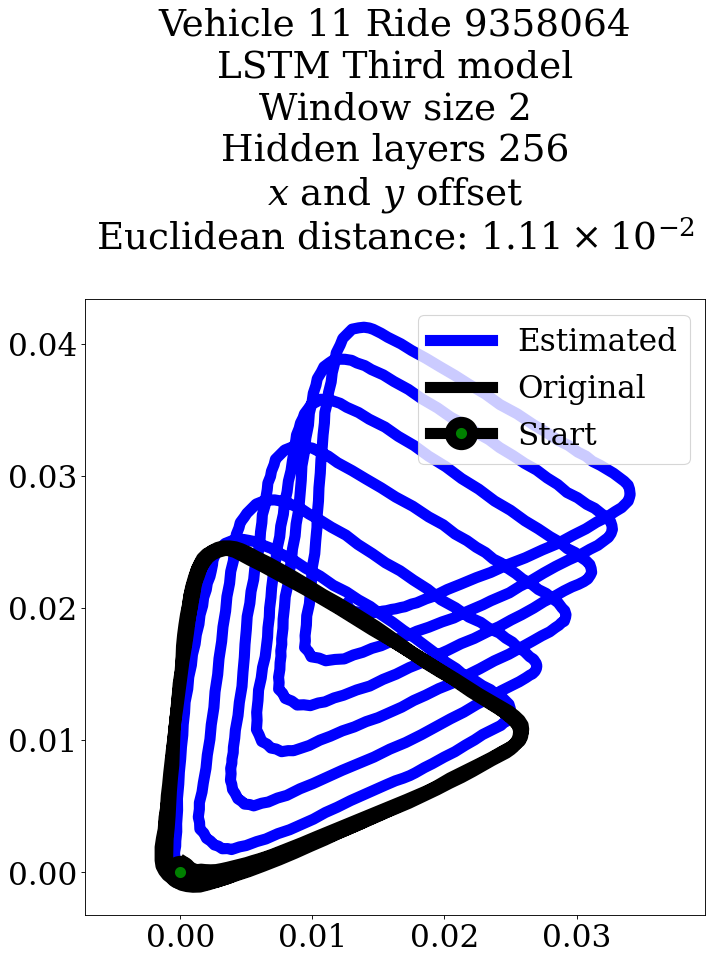 Vehicle 11 Ride 9358064
LSTM Third model
Window size 2
Hidden layers 256
x and y offset
Euclidean distance: 1.11 × 10⁻²
Estimated
Original
Start
0.04
0.03
0.02
0.01
0.00
0.00 0.01 0.02 0.03